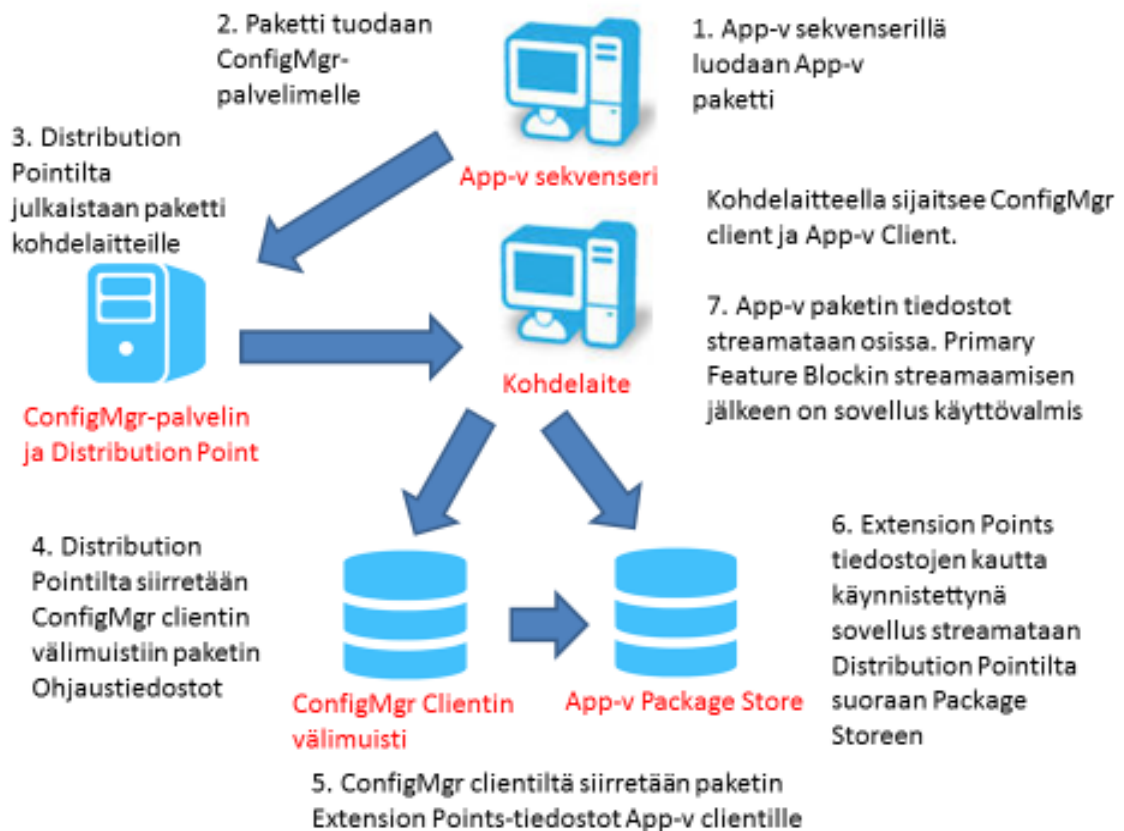 1. App-v sekvenserillä
luodaan App-v
paketti
App-v sekvenseri
2. Paketti tuodaan
ConfigMgr-
palvelimelle
3. Distribution
Pointilta
julkaistaan paketti
kohdelaitteille
ConfigMgr-palvelin
ja Distribution Point
Kohdelaite
Kohdelaitteella sijaitsee ConfigMgr
client ja App-v Client.
4. Distribution
Pointilta siirretään
ConfigMgr clientin
välimuistiin paketin
Ohjaustiedostot
ConfigMgr Clientin
välimuisti
App-v Package Store
5. ConfigMgr clientiltä siirretään paketin
Extension Points-tiedostot App-v clientille
6. Extension Points
tiedostojen kautta
käynnistettynä
sovellus streamataan
Distribution Pointilta
suoraan Package
Storeen
7. App-v paketin tiedostot
streamataan osissa. Primary
Feature Blockin streamaamisen
jälkeen on sovellus käyttövalmis